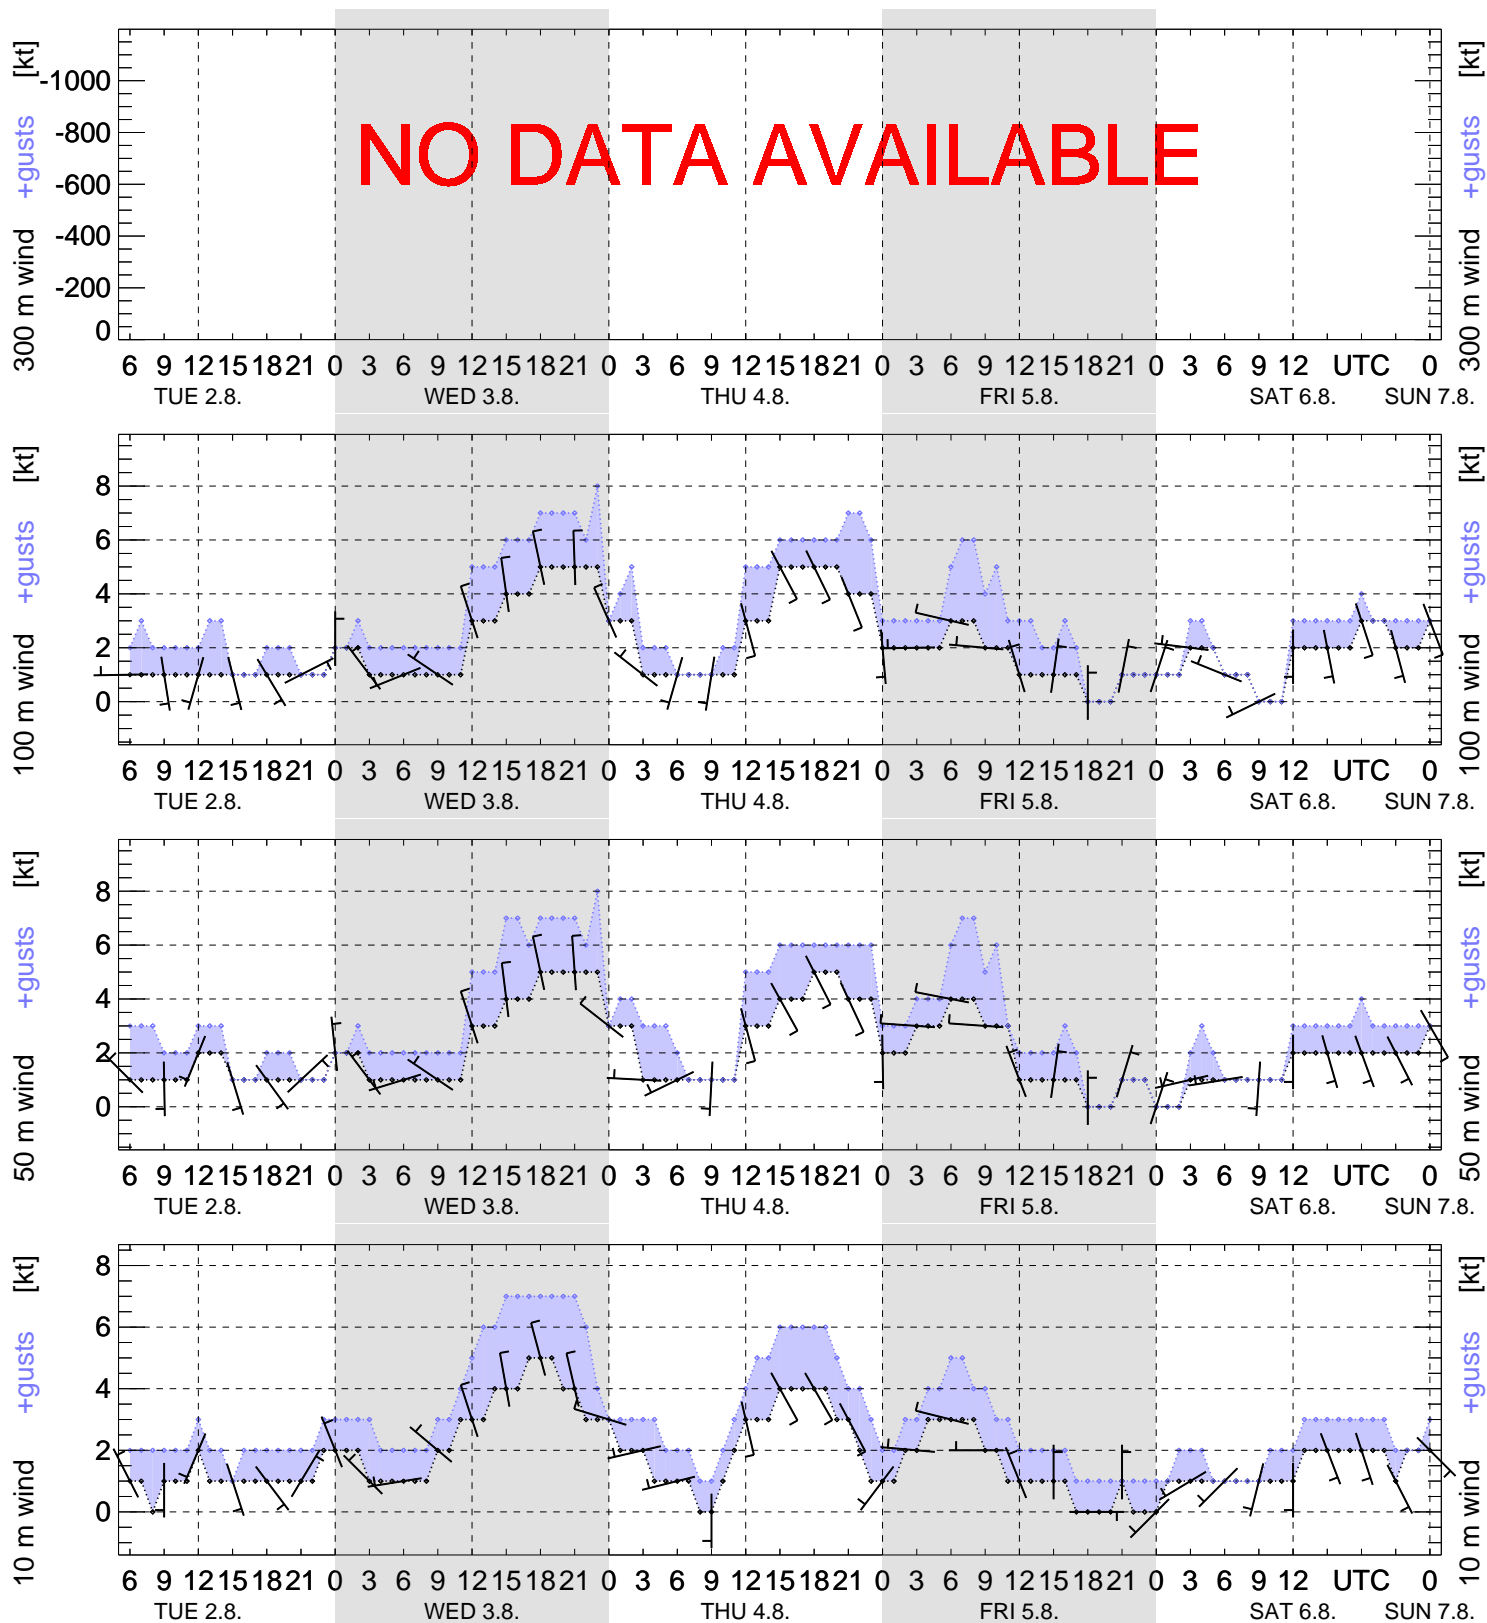 300 m wind +gusts [kt]
-1000
-800
-600
-400
-200
0
NO DATA AVAILABLE
300 m wind +gusts [kt]
6 9 12 15 18 21 0 3 6 9 12 15 18 21 0 3 6 9 12 15 18 21 0 3 6 9 12 15 18 21 0 3 6 9 12 UTC 0
TUE 2.8. WED 3.8. THU 4.8. FRI 5.8. SAT 6.8. SUN 7.8.
100 m wind +gusts [kt]
8
6
4
2
0
100 m wind +gusts [kt]
6 9 12 15 18 21 0 3 6 9 12 15 18 21 0 3 6 9 12 15 18 21 0 3 6 9 12 15 18 21 0 3 6 9 12 UTC 0
TUE 2.8. WED 3.8. THU 4.8. FRI 5.8. SAT 6.8. SUN 7.8.
50 m wind +gusts [kt]
8
6
4
2
0
50 m wind +gusts [kt]
6 9 12 15 18 21 0 3 6 9 12 15 18 21 0 3 6 9 12 15 18 21 0 3 6 9 12 15 18 21 0 3 6 9 12 UTC 0
TUE 2.8. WED 3.8. THU 4.8. FRI 5.8. SAT 6.8. SUN 7.8.
10 m wind +gusts [kt]
8
6
4
2
0
10 m wind +gusts [kt]
6 9 12 15 18 21 0 3 6 9 12 15 18 21 0 3 6 9 12 15 18 21 0 3 6 9 12 15 18 21 0 3 6 9 12 UTC 0
TUE 2.8. WED 3.8. THU 4.8. FRI 5.8. SAT 6.8. SUN 7.8.